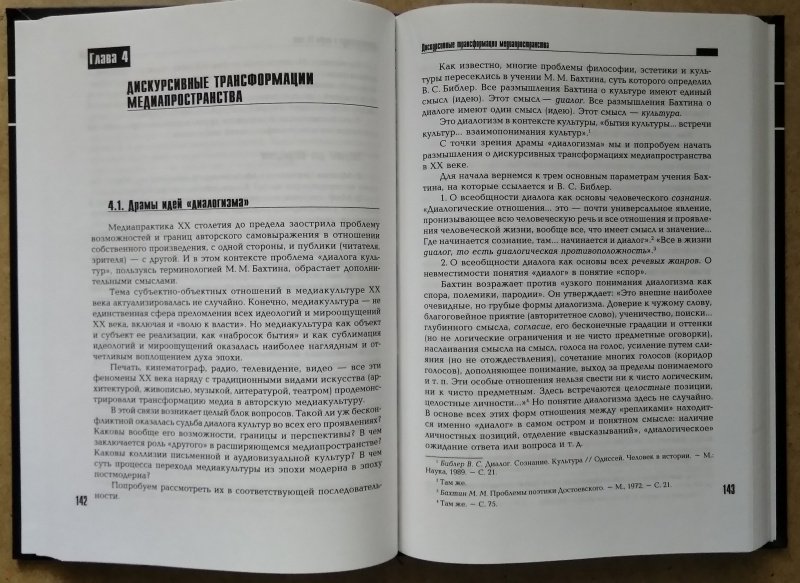 Глава 4
ДИСКУРСИВНЫЕ ТРАНСФОРМАЦИИ
МЕДИАПРОСТРАНСТВА
4.1. Драмы идей «диалогизма»
Медиапрактика XX столетия до предела заострила проблему
возможностей и границ авторского самовыражения в отношении
собственного произведения, с одной стороны, и публики (читателя,
зрителя) — с другой. И в этом контексте проблема «диалога куль-
тур», пользуясь терминологией М. М. Бахтина, обрастает дополни-
тельными смыслами.
Тема субъектно-объектных отношений в медиакультуре XX
века актуализировалась не случайно. Конечно, медиакультура — не
единственная сфера преломления всех идеологий и мироощущений
XX века, включая и «волю к власти». Но медиакультура как объект
и субъект ее реализации, как «набросок бытия» и как сублимация
идеологий и мироощущений оказалась наиболее наглядным и от-
четливым воплощением духа эпохи.
Печать, кинематограф, радио, телевидение, видео — все эти
феномены XX века наряду с традиционными видами искусства (ар-
хитектурой, живописью, музыкой, литературой, театром) продемонс-
трировали трансформацию медиа в авторскую медиакультуру.
В этой связи возникает целый блок вопросов. Такой ли уж бескон-
фликтной оказалась судьба диалога культур во всех его проявлениях?
Каковы вообще его возможности, границы и перспективы? В чем
заключается роль «другого» в расширяющемся медиапространстве?
Каковы коллизии письменной и аудиовизуальной культур? В чем
суть процесса перехода медиакультуры из эпохи модерна в эпоху
постмодерна?
Попробуем рассмотреть их в соответствующей последователь-
ности.
142
Дискурсивные трансформации медиапространства
Как известно, многие проблемы философии, эстетики и куль-
туры пересеклись в учении М. М. Бахтина, суть которого определил
В. С. Библер. Все размышления Бахтина о культуре имеют единый
смысл (идею). Этот смысл — диалог. Все размышления Бахтина о
диалоге имеют один смысл (идею). Этот смысл — культура.
Это диалогизм в контексте культуры, «бытия культуры... встречи
культур... взаимопонимания культур».¹
С точки зрения драмы «диалогизма» мы и попробуем начать
размышления о дискурсивных трансформациях медиапространства
в XX веке.
Для начала вернемся к трем основным параметрам учения Бах-
тина, на которые ссылается и В. С. Библер.
1. О всеобщности диалога как основы человеческого сознания.
«Диалогические отношения... это — почти универсальное явление,
пронизывающее всю человеческую речь и все отношения и проявле-
ния человеческой жизни, вообще все, что имеет смысл и значение...
Где начинается сознание, там... начинается и диалог».² «Все в жизни
диалог, то есть диалогическая противоположность».³
2. О всеобщности диалога как основы всех речевых жанров. О
невместимости понятия «диалог» в понятие «спор».
Бахтин возражает против «узкого понимания диалогизма как
спора, полемики, пародии». Он утверждает: «Это внешне наиболее
очевидные, но грубые формы диалогизма. Доверие к чужому слову,
благоговейное приятие (авторитетное слово), ученичество, поиски...
глубинного смысла, согласие, его бесконечные градации и оттенки
(но не логические ограничения и не чисто предметные оговорки),
наслаивания смысла на смысл, голоса на голос, усиление путем сли-
яния (но не отождествления), сочетание многих голосов (коридор
голосов), дополняющее понимание, выход за пределы понимаемого
и т. п. Эти особые отношения нельзя свести ни к чисто логическим,
ни к чисто предметным. Здесь встречаются целостные позиции,
целостные личности...»⁴ Но понятие диалогизма здесь не случайно.
В основе всех этих форм отношения между «репликами» находит-
ся именно «диалог» в самом остром и понятном смысле: наличие
личностных позиций, отделение «высказываний», «диалогическое»
ожидание ответа или вопроса и т. д.
¹ Библер В. С. Диалог. Сознание. Культура // Одиссей. Человек в истории. — М.:
Наука, 1989. — С. 21.
² Там же.
³ Бахтин М. М. Проблемы поэтики Достоевского. — М., 1972. — С. 21.
⁴ Там же. — С. 75.
143